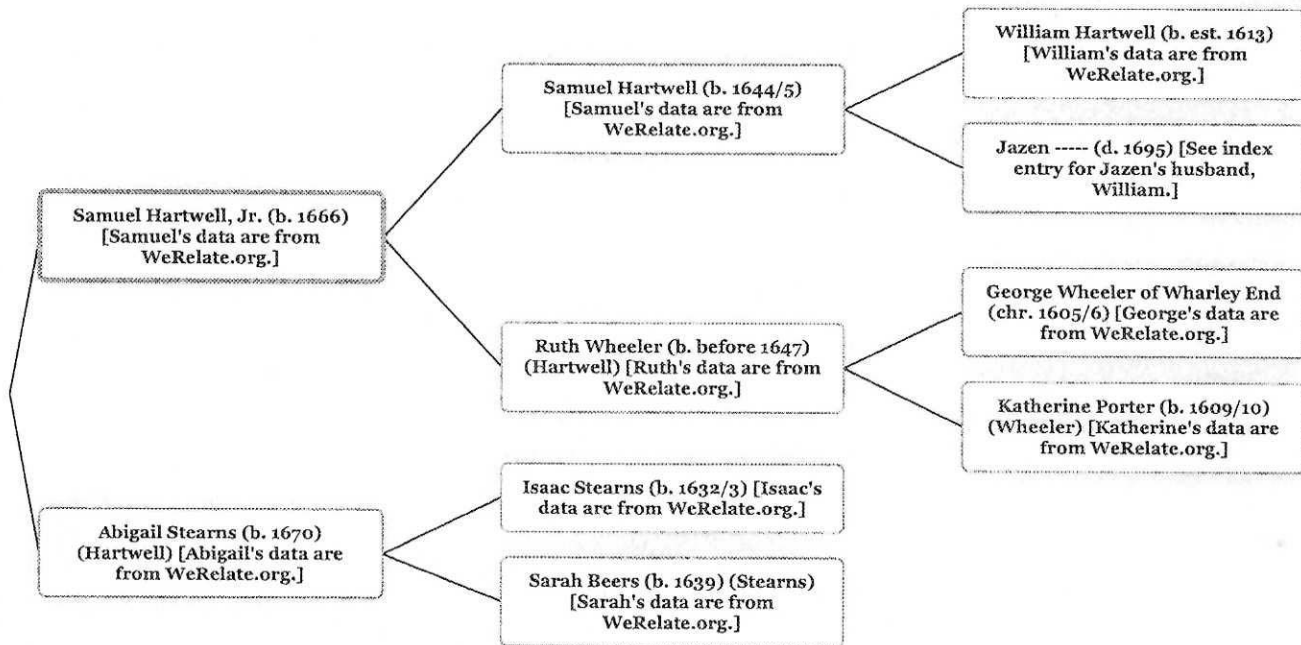 William Hartwell (b. est. 1613)
[William's data are from
WeRelate.org.]
Samuel Hartwell (b. 1644/5)
[Samuel's data are from
WeRelate.org.]
Jazen ----- (d. 1695) [See index
entry for Jazen's husband,
William.]
Samuel Hartwell, Jr. (b. 1666)
[Samuel's data are from
WeRelate.org.]
George Wheeler of Wharley End
(chr. 1605/6) [George's data are
from WeRelate.org.]
Ruth Wheeler (b. before 1647)
(Hartwell) [Ruth's data are from
WeRelate.org.]
Katherine Porter (b. 1609/10)
(Wheeler) [Katherine's data are
from WeRelate.org.]
Isaac Stearns (b. 1632/3) [Isaac's
data are from WeRelate.org.]
Abigail Stearns (b. 1670)
(Hartwell) [Abigail's data are
from WeRelate.org.]
Sarah Beers (b. 1639) (Stearns)
[Sarah's data are from
WeRelate.org.]